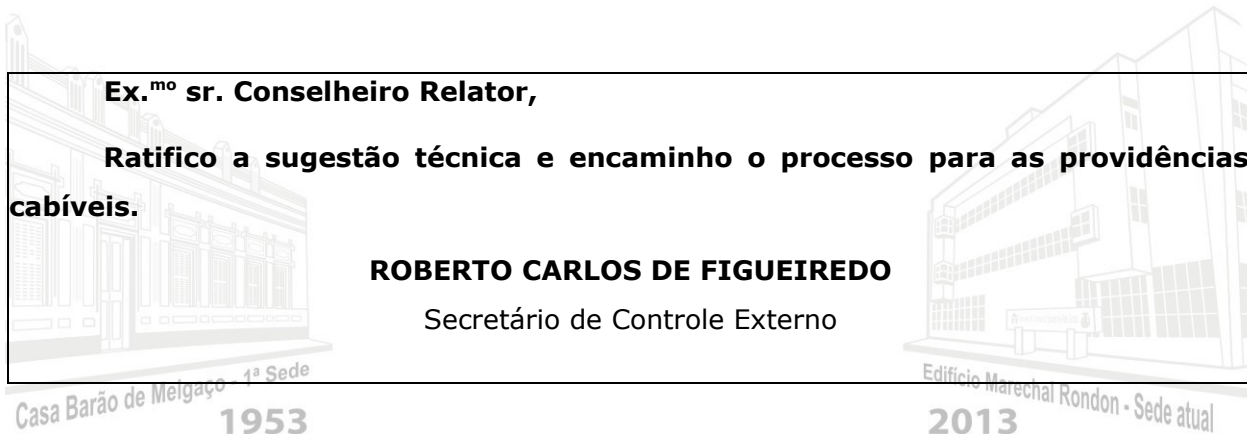 Ex.mo sr. Conselheiro Relator,
Ratifico a sugestão técnica e encaminho o processo para as providências
cabíveis.
ROBERTO CARLOS DE FIGUEIREDO
Secretário de Controle Externo
Casa Barão de Melgaço - 1ª Sede
1953
Edifício Marechal Rondon - Sede atual
2013